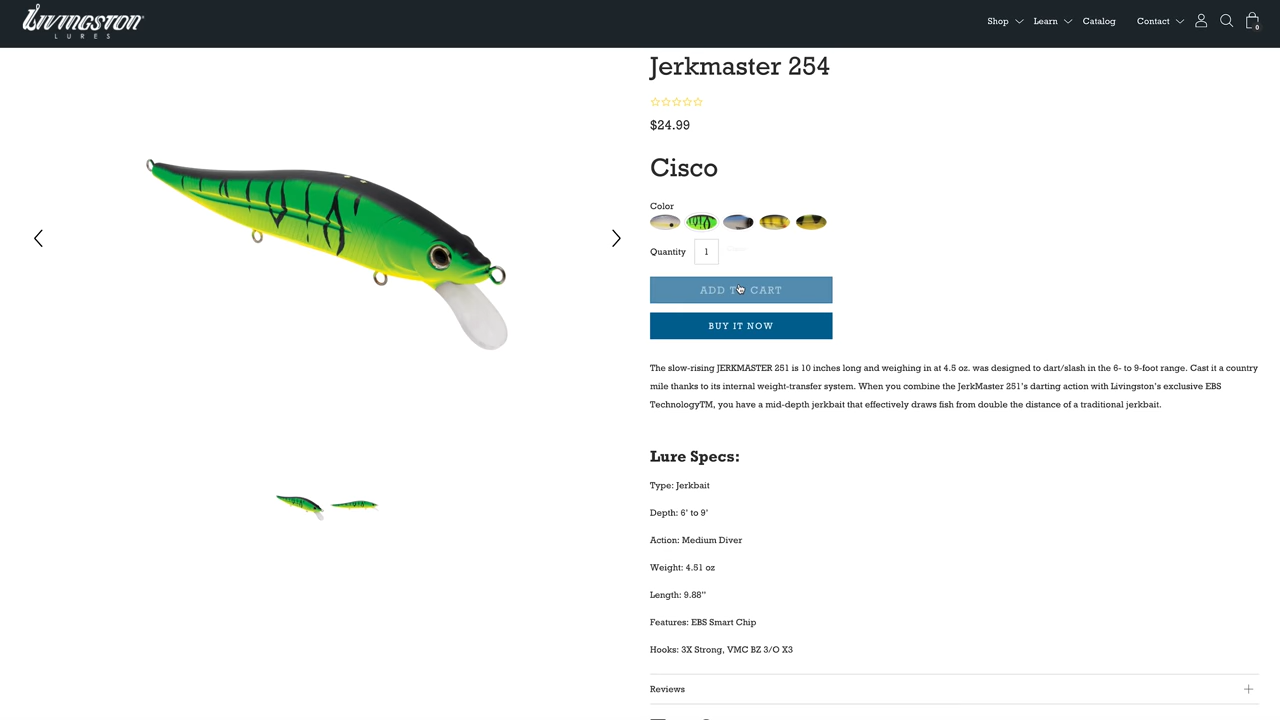 LIVINGSTON
LURES
Shop Learn Catalog Contact
0
Jerkmaster 254
$24.99
Cisco
Color
Quantity 1
ADD TO CART
BUY IT NOW
The slow-rising JERKMASTER 251 is 10 inches long and weighing in at 4.5 oz. was designed to dart/slash in the 6- to 9-foot range. Cast it a country
mile thanks to its internal weight-transfer system. When you combine the JerkMaster 251's darting action with Livingston's exclusive EBS
TechnologyTM, you have a mid-depth jerkbait that effectively draws fish from double the distance of a traditional jerkbait.
Lure Specs:
Type: Jerkbait
Depth: 6' to 9'
Action: Medium Diver
Weight: 4.51 oz
Length: 9.88"
Features: EBS Smart Chip
Hooks: 3X Strong, VMC BZ 3/O X3
Reviews